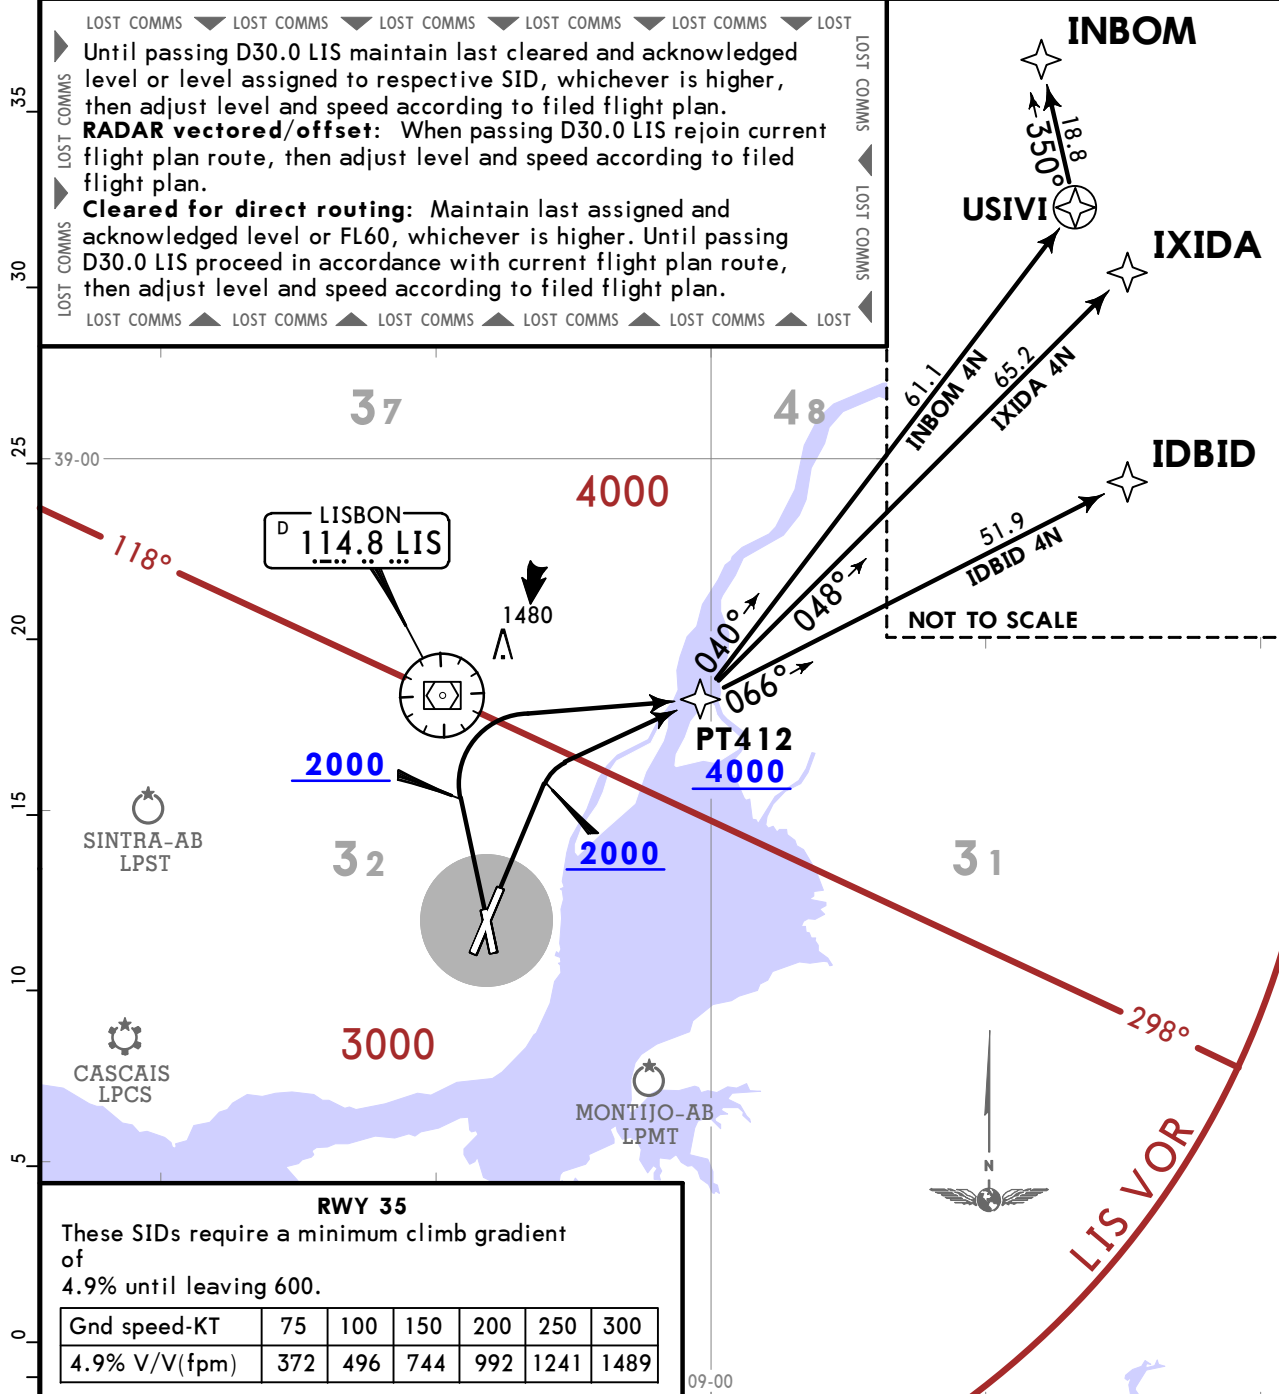 LOST COMMS LOST COMMS LOST COMMS LOST COMMS LOST COMMS LOST
LOST COMMS
LOST COMMS
LOST COMMS
LOST COMMS
Until passing D30.0 LIS maintain last cleared and acknowledged
level or level assigned to respective SID, whichever is higher,
then adjust level and speed according to filed flight plan.
RADAR vectored/offset: When passing D30.0 LIS rejoin current
flight plan route, then adjust level and speed according to filed
flight plan.
Cleared for direct routing: Maintain last assigned and
acknowledged level or FL60, whichever is higher. Until passing
D30.0 LIS proceed in accordance with current flight plan route,
then adjust level and speed according to filed flight plan.
LOST COMMS LOST COMMS LOST COMMS LOST COMMS LOST COMMS LOST
INBOM
18.8
350°
USIVI
IXIDA
61.1
INBOM 4N
65.2
IXIDA 4N
IDBID
51.9
IDBID 4N
NOT TO SCALE
35
30
25
20
15
10
5
0
37
48
39-00
4000
LISBON
D 114.8 LIS
118°
1480
040°
048°
066°
PT412
4000
2000
2000
SINTRA-AB
LPST
32
31
3000
298°
CASCAIS
LPCS
MONTIJO-AB
LPMT
N
LIS VOR
RWY 35
These SIDs require a minimum climb gradient
of
4.9% until leaving 600.
Gnd speed-KT 75 100 150 200 250 300
4.9% V/V(fpm) 372 496 744 992 1241 1489
09-00